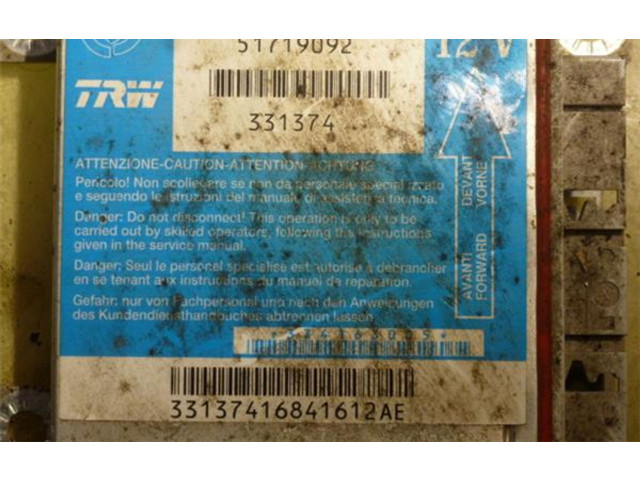 51719092
12V
TRW
331374
ATTENZIONE-CAUTION-ATTENTION-ACHTUNG
Pericolo! Non scollegare se non da personale specializzato
e seguendo le istruzioni del manuale di assistenza tecnica.
Danger: Do not disconnect! This operation is only to be
carried out by skilled operators, following the instructions
given in the service manual.
Danger: Seul le personel specialise est autorise a debrancher
en se tenant aux instructions du manuel de reparation.
Gefahr: nur von Fachpersonal und nach den Anweisungen
des Kundendiensthandbuches abtrennen lassen.
AVANTI DEVANT
FORWARD VORNE
33137416841612AE